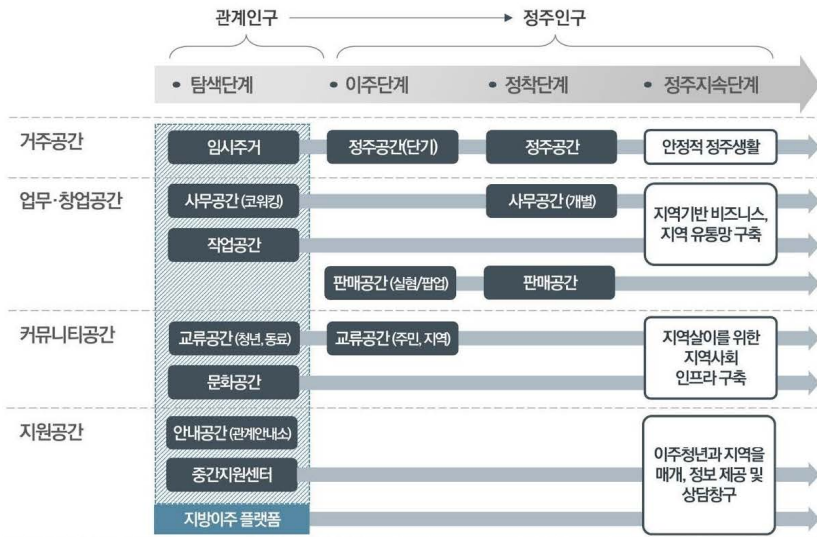 관계인구 정주인구
• 탐색단계 • 이주단계 • 정착단계 • 정주지속단계
거주공간 임시주거 정주공간(단기) 정주공간 안정적 정주생활
업무·창업공간 사무공간 (코워킹) 사무공간 (개별)
지역기반 비즈니스,
지역 유통망 구축
작업공간
판매공간 (실험/팝업) 판매공간
커뮤니티공간 교류공간 (청년, 동료) 교류공간 (주민, 지역)
지역살이를 위한
지역사회
인프라 구축
문화공간
지원공간 안내공간 (관계안내소)
중간지원센터
이주청년과 지역을
매개, 정보 제공 및
상담창구
지방이주 플랫폼